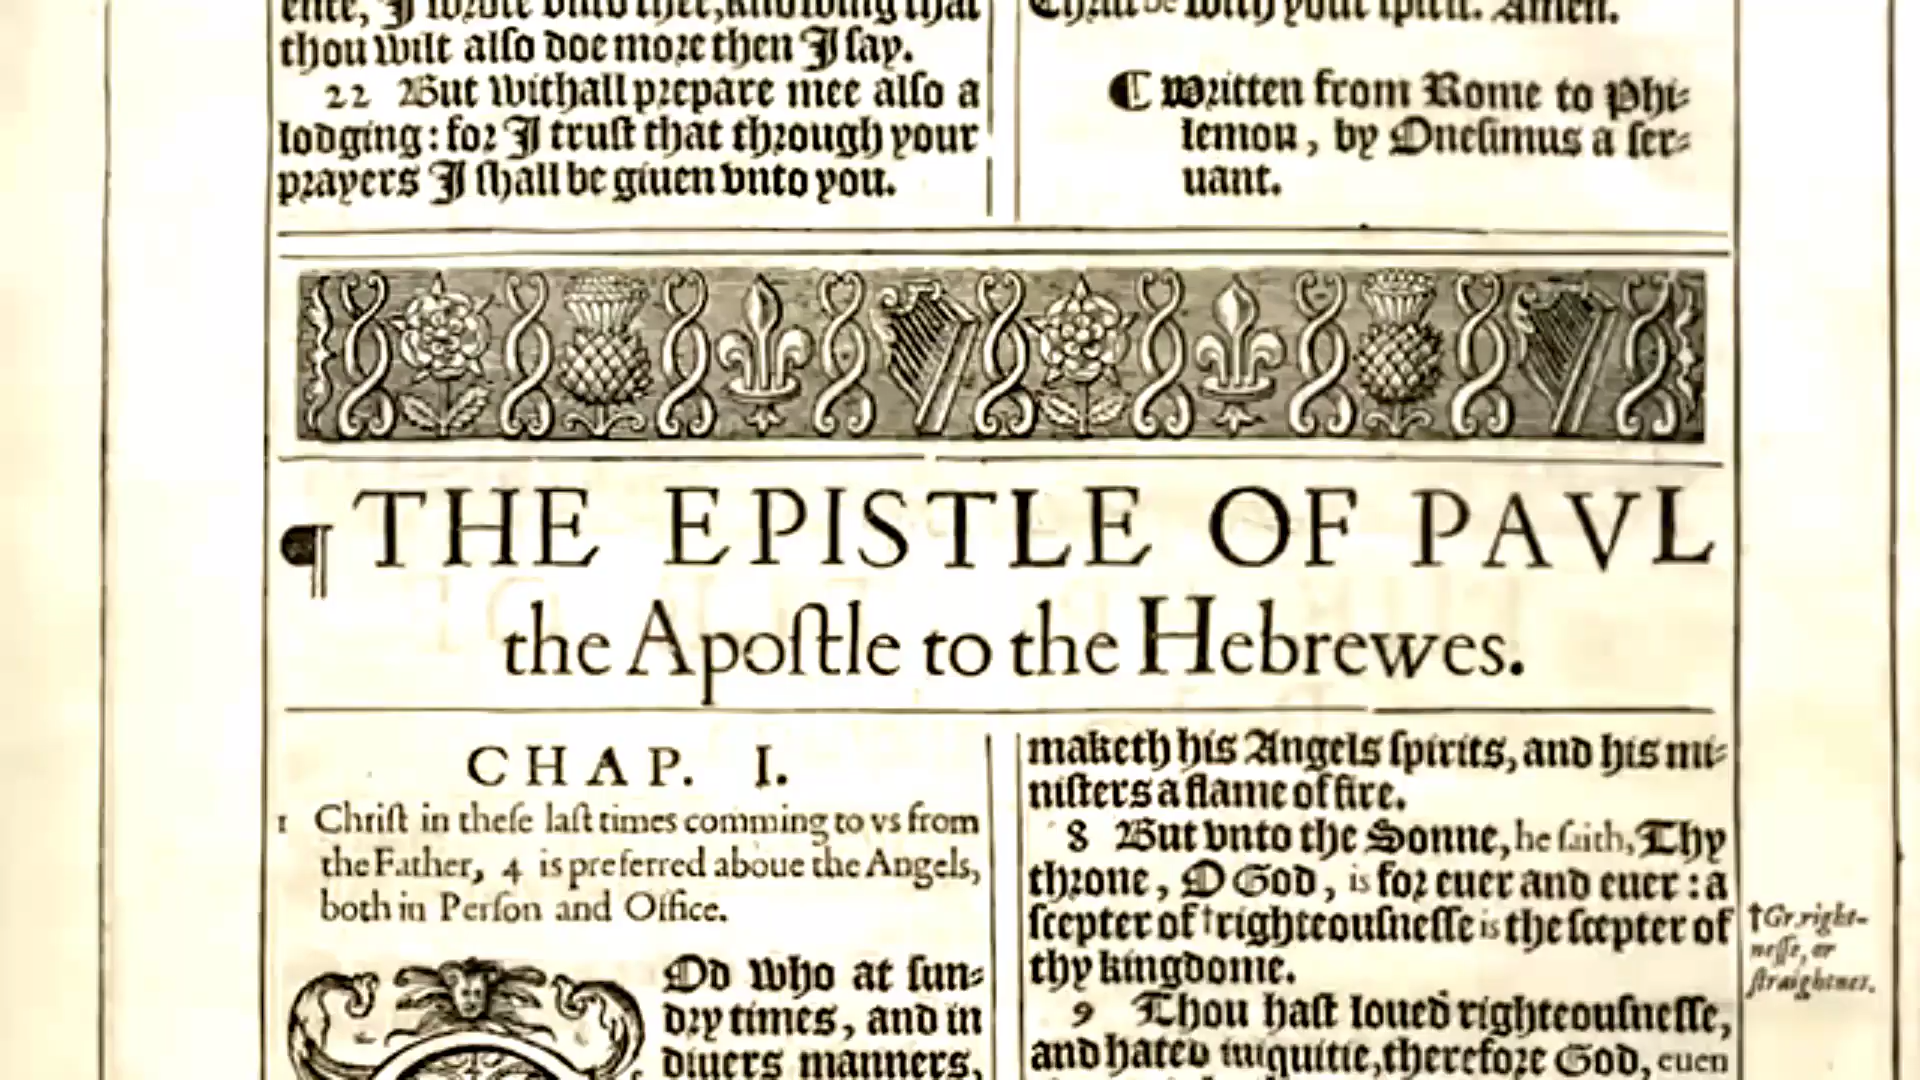 ence, I wrote vnto thee, knowing that
thou wilt also doe more then I say.
22 But withall prepare mee also a
lodging: for I trust that through your
prayers I shall be giuen vnto you.
Christ be with your spirit. Amen.
¶ Written from Rome to Phi-
lemon, by Onesimus a ser-
uant.
¶ THE EPISTLE OF PAVL
the Apoſtle to the Hebrewes.
CHAP. I.
1 Chriſt in theſe laſt times comming to vs from
the Father, 4 is preferred aboue the Angels,
both in Perſon and Office.
OD who at ſun-
dry times, and in
diuers manners,
maketh his Angels ſpirits, and his mi-
niſters a flame of fire.
8 But vnto the Sonne, he ſaith, Thy
throne, O God, is for euer and euer: a
ſcepter of †righteouſneſſe is the ſcepter of
thy kingdome.
9 Thou haſt loued righteouſneſſe,
and hated iniquitie, therefore God, euen
†Gr. right-
neſſe, or
ſtraightnes.